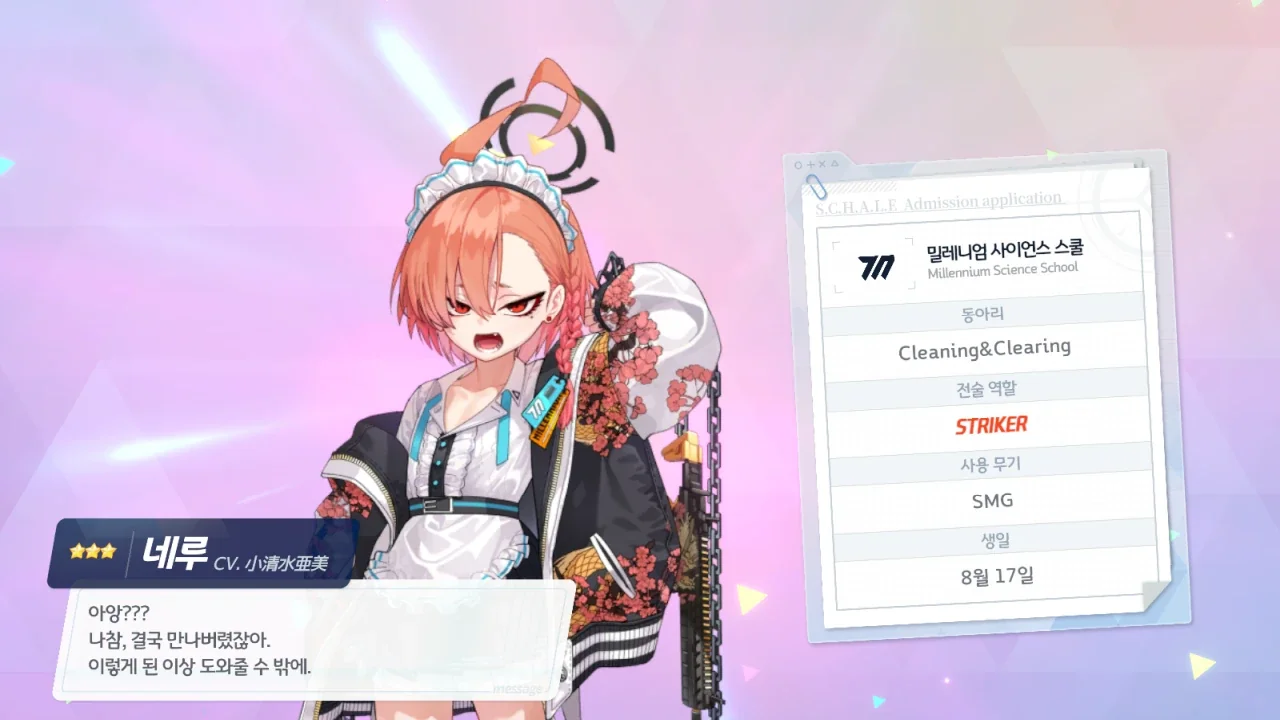 S.C.H.A.L.E Admission application
밀레니엄 사이언스 스쿨
Millennium Science School
동아리
Cleaning&Clearing
전술 역할
STRIKER
사용 무기
SMG
생일
8월 17일
네루 CV. 小清水亜美
아앙???
나참, 결국 만나버렸잖아.
이렇게 된 이상 도와줄 수 밖에.
message